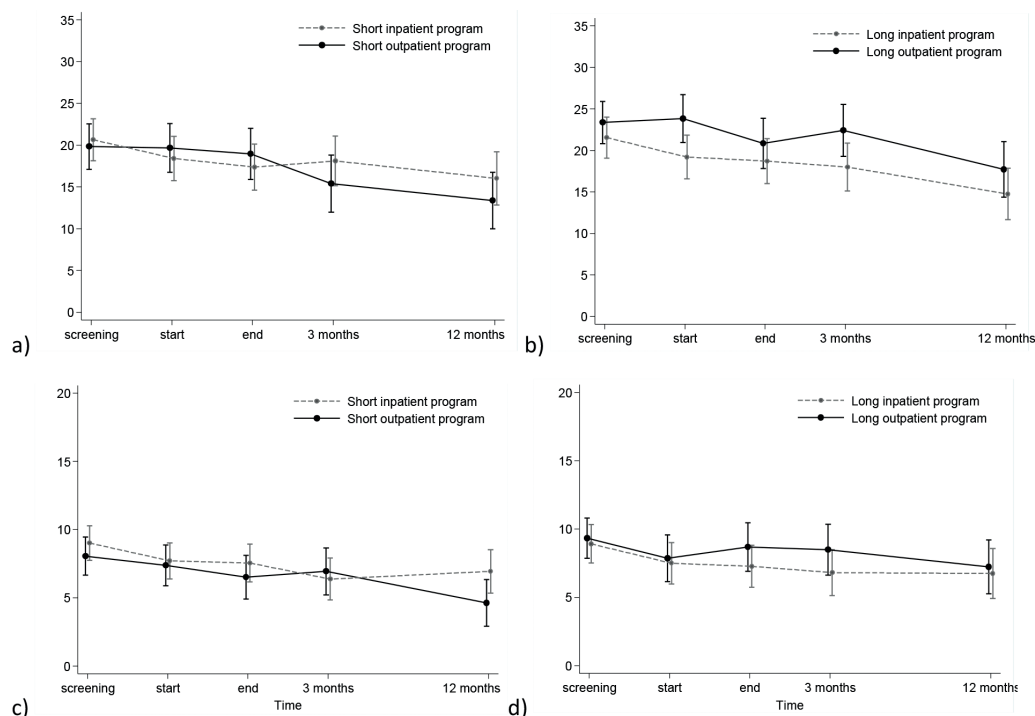 35
30
25
20
15
10
5
0
Short inpatient program
Short outpatient program
screening start end 3 months 12 months
a)
35
30
25
20
15
10
5
0
Long inpatient program
Long outpatient program
screening start end 3 months 12 months
b)
20
15
10
5
0
Short inpatient program
Short outpatient program
screening start end 3 months 12 months
Time
c)
20
15
10
5
0
Long inpatient program
Long outpatient program
screening start end 3 months 12 months
Time
d)